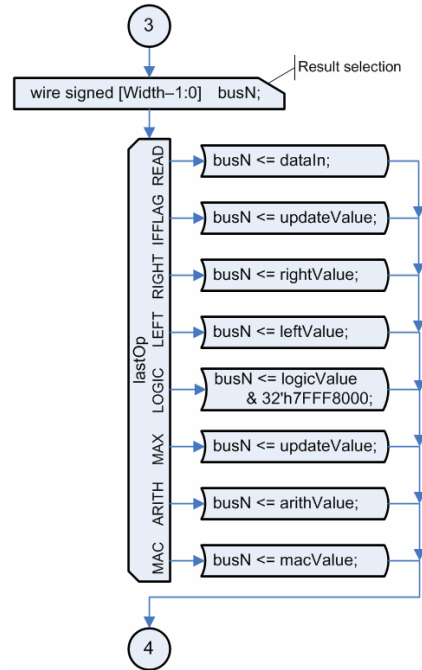 3
Result selection
wire signed [Width–1:0] busN;
lastOp
READ
busN <= dataIn;
IFFLAG
busN <= updateValue;
RIGHT
busN <= rightValue;
LEFT
busN <= leftValue;
LOGIC
busN <= logicValue
& 32'h7FFF8000;
MAX
busN <= updateValue;
ARITH
busN <= arithValue;
MAC
busN <= macValue;
4